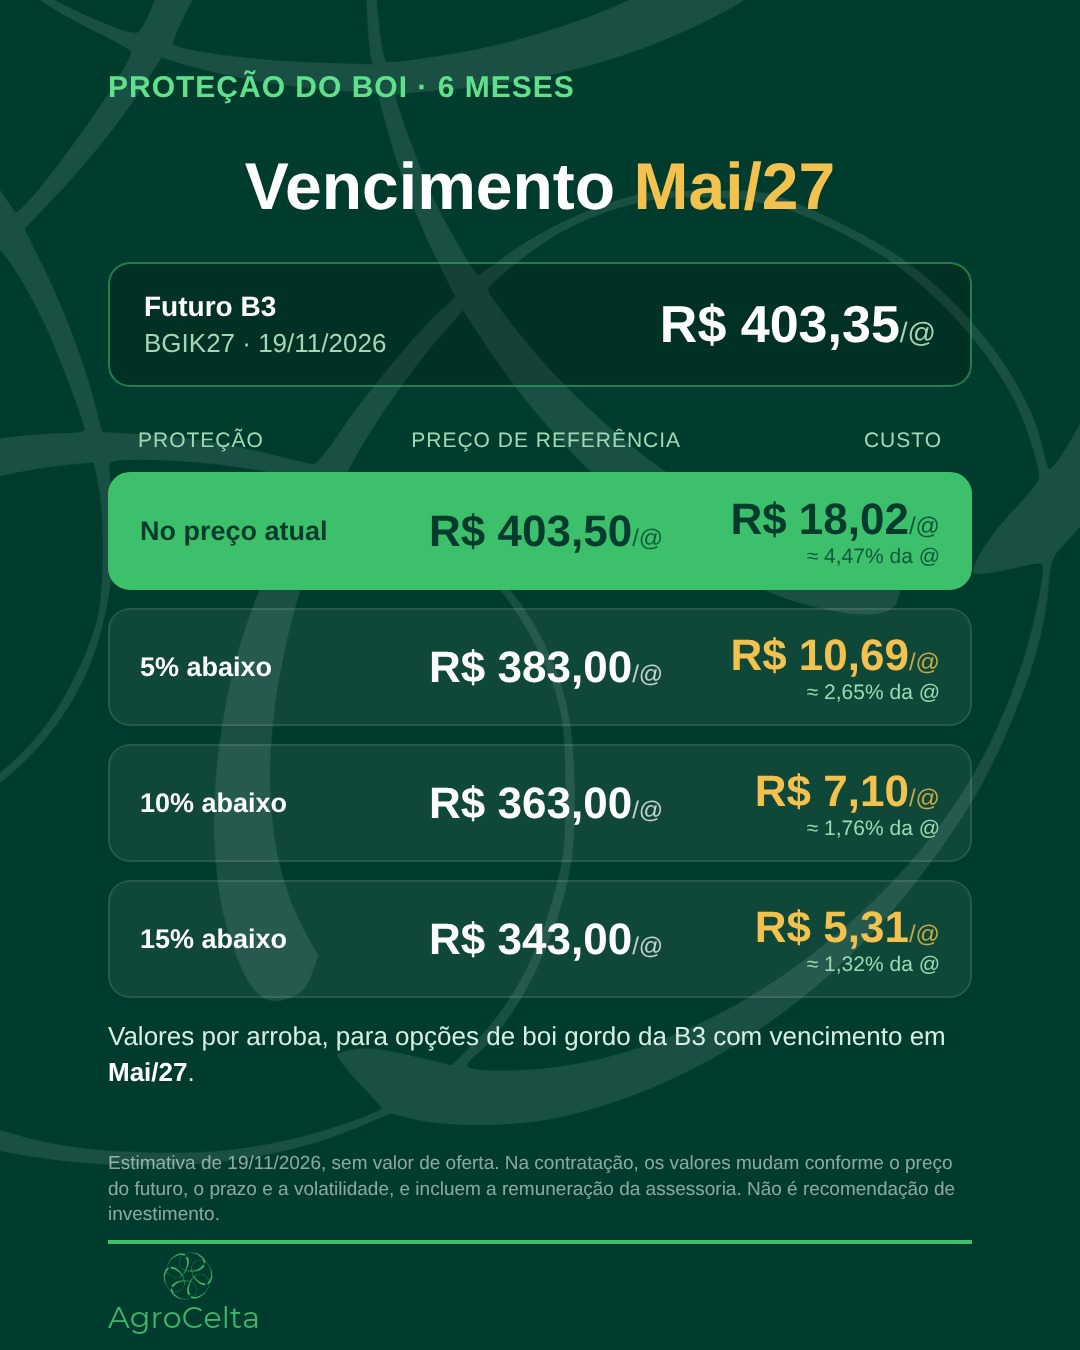 PROTEÇÃO DO BOI · 6 MESES
Vencimento Mai/27
Futuro B3
BGIK27 · 19/11/2026
R$ 403,35/@
PROTEÇÃO PREÇO DE REFERÊNCIA CUSTO
No preço atual R$ 403,50/@ R$ 18,02/@
≈ 4,47% da @
5% abaixo R$ 383,00/@ R$ 10,69/@
≈ 2,65% da @
10% abaixo R$ 363,00/@ R$ 7,10/@
≈ 1,76% da @
15% abaixo R$ 343,00/@ R$ 5,31/@
≈ 1,32% da @
Valores por arroba, para opções de boi gordo da B3 com vencimento em
Mai/27.
Estimativa de 19/11/2026, sem valor de oferta. Na contratação, os valores mudam conforme o preço
do futuro, o prazo e a volatilidade, e incluem a remuneração da assessoria. Não é recomendação de
investimento.
AgroCelta